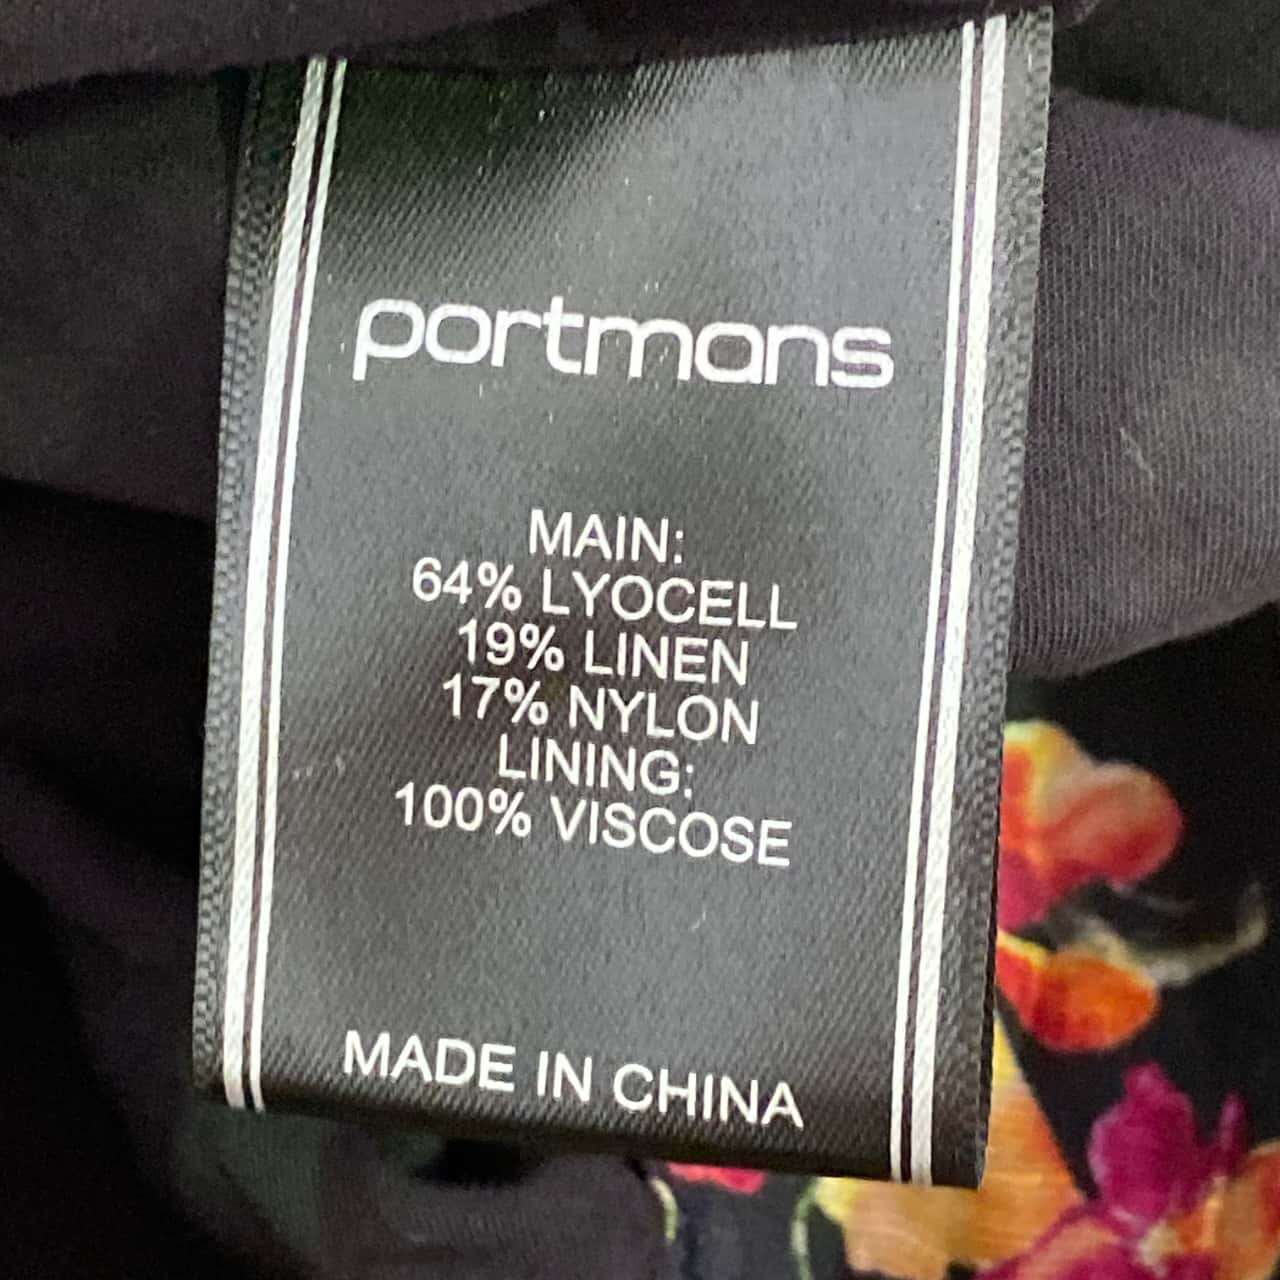 portmans
MAIN:
64% LYOCELL
19% LINEN
17% NYLON
LINING:
100% VISCOSE
MADE IN CHINA